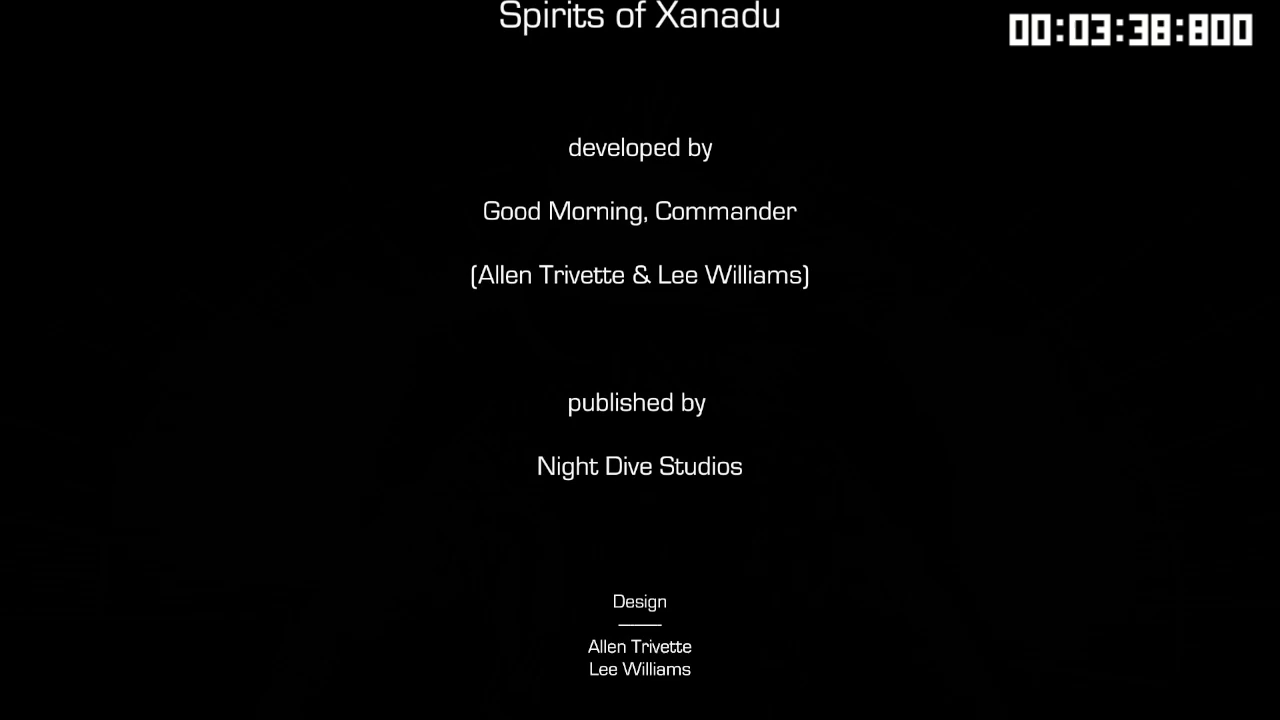 Spirits of Xanadu
00:03:38:800
developed by
Good Morning, Commander
(Allen Trivette & Lee Williams)
published by
Night Dive Studios
Design
Allen Trivette
Lee Williams